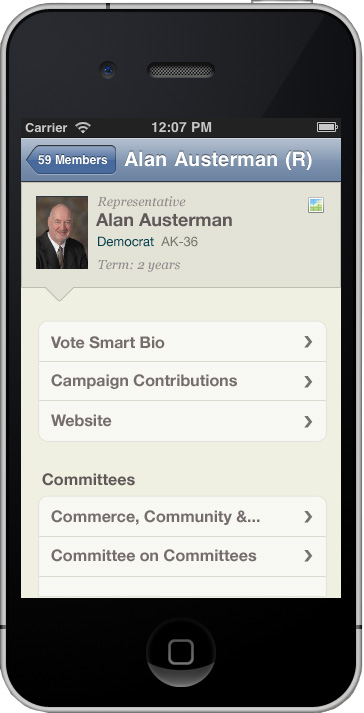 Carrier 12:07 PM
59 Members Alan Austerman (R)
Representative
Alan Austerman
Democrat AK-36
Term: 2 years
Vote Smart Bio
Campaign Contributions
Website
Committees
Commerce, Community &...
Committee on Committees